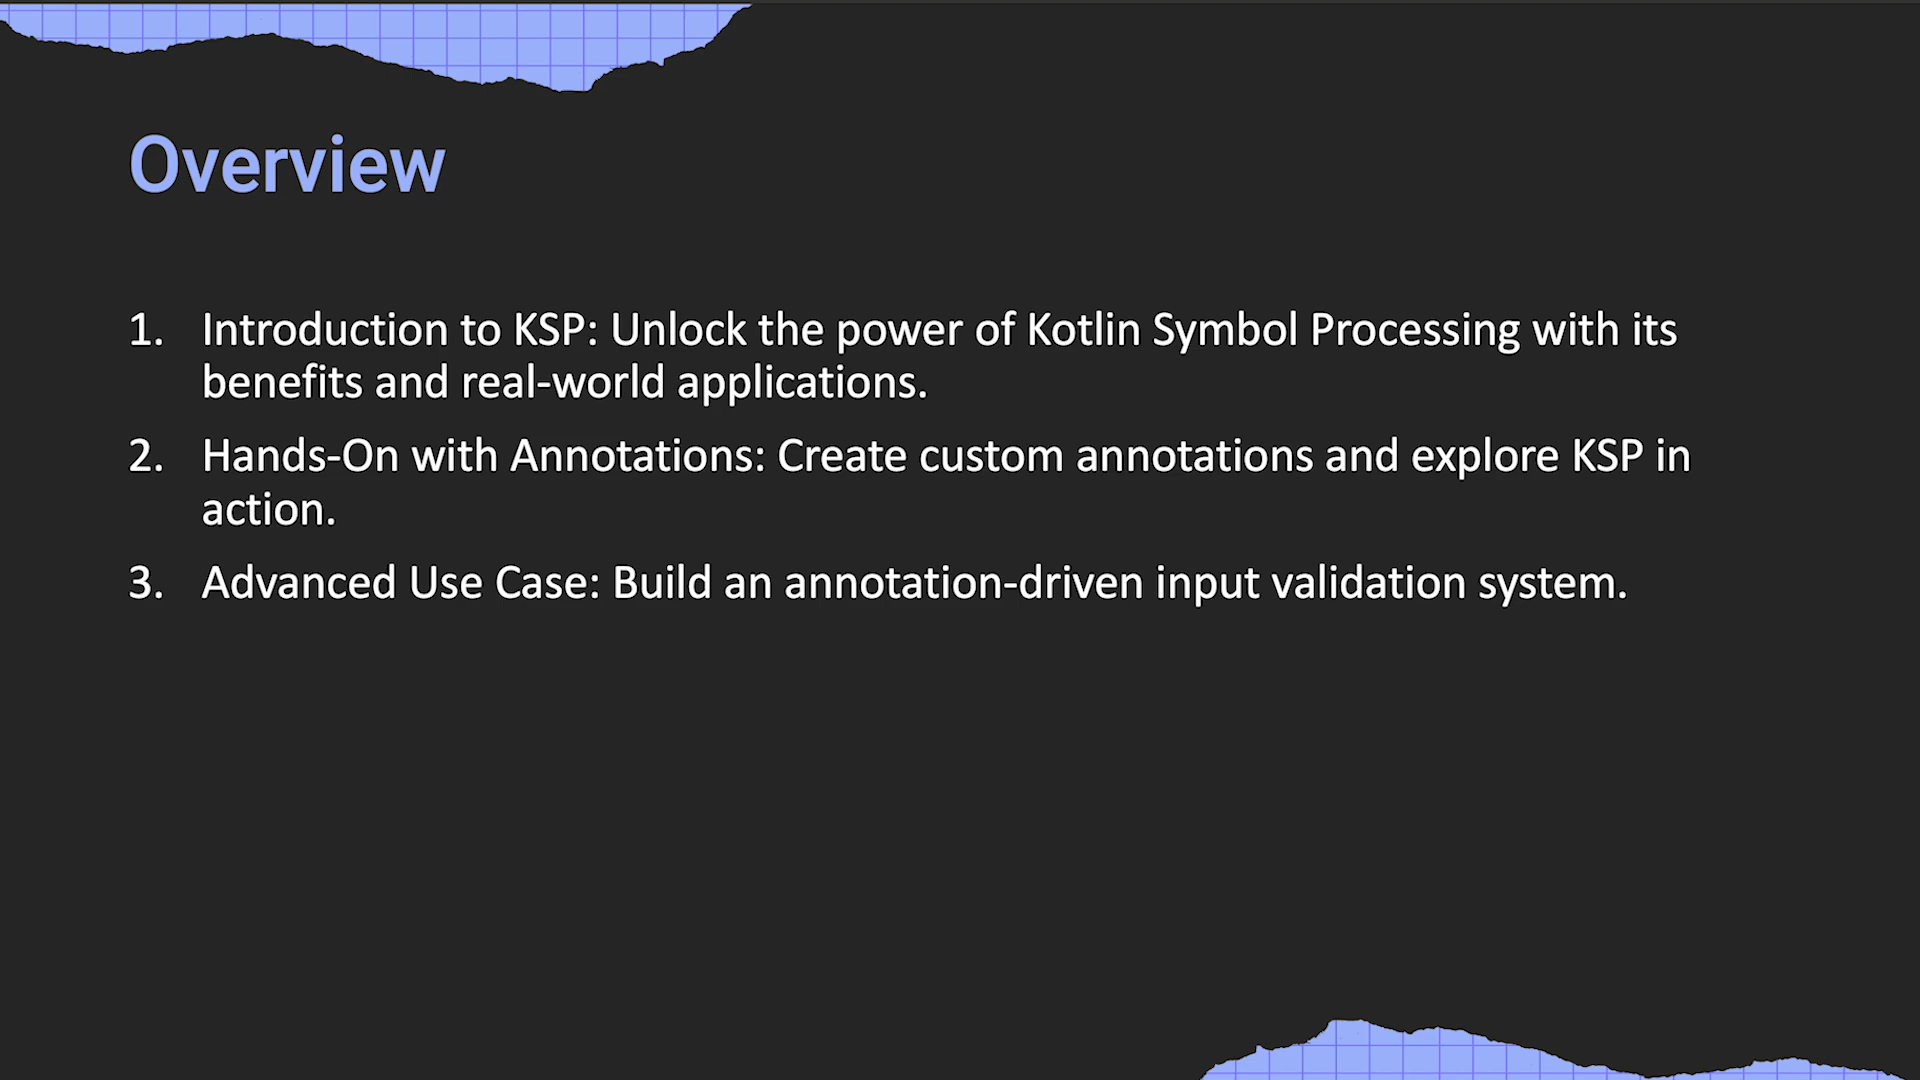 Overview
1. Introduction to KSP: Unlock the power of Kotlin Symbol Processing with its
benefits and real-world applications.
2. Hands-On with Annotations: Create custom annotations and explore KSP in
action.
3. Advanced Use Case: Build an annotation-driven input validation system.